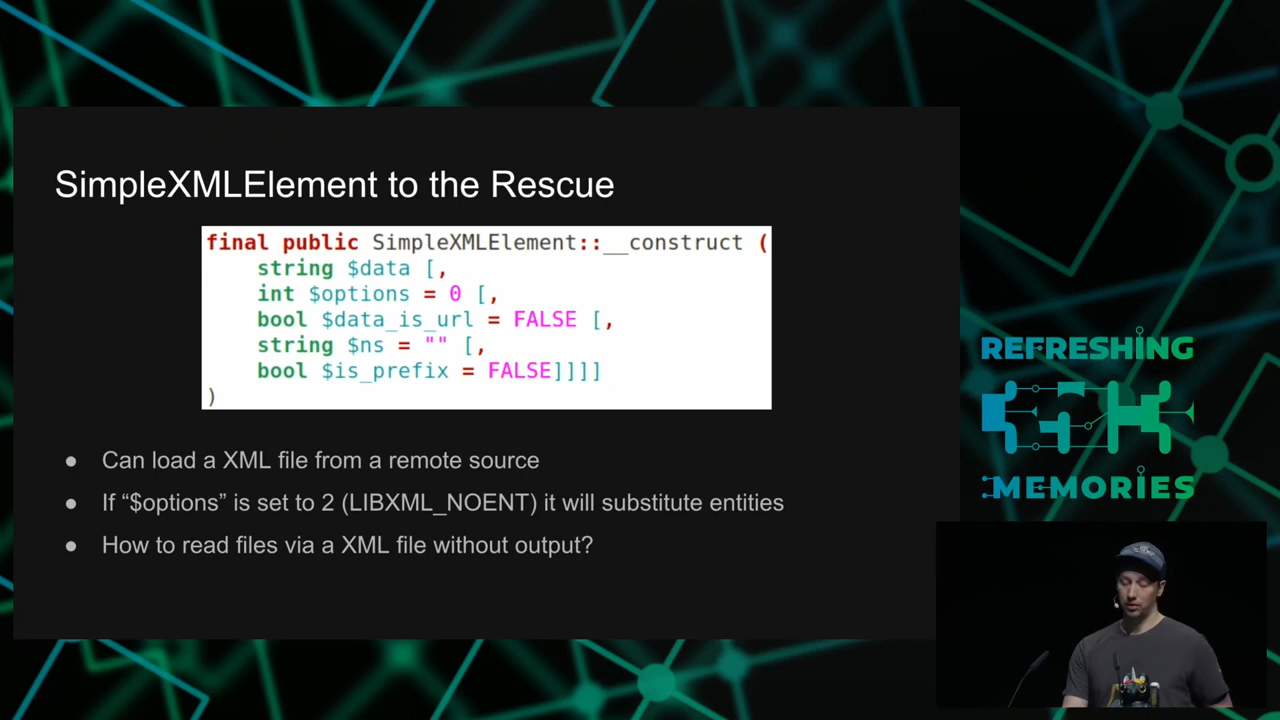 SimpleXMLElement to the Rescue
final public SimpleXMLElement::__construct (
string $data [,
int $options = 0 [,
bool $data_is_url = FALSE [,
string $ns = "" [,
bool $is_prefix = FALSE]]]]
)
● Can load a XML file from a remote source
● If “$options” is set to 2 (LIBXML_NOENT) it will substitute entities
● How to read files via a XML file without output?
REFRESHING
35C3
MEMORIES